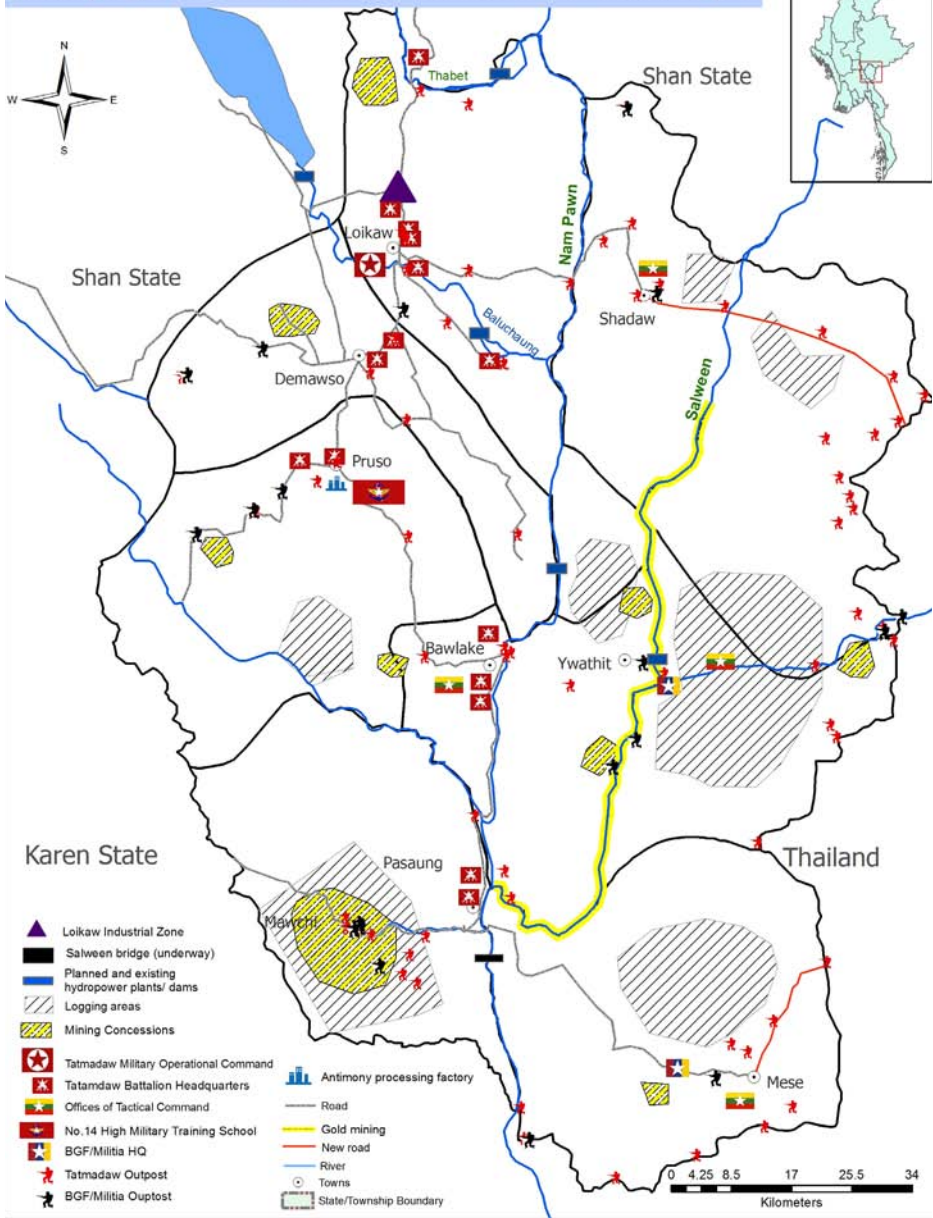 N
W E
S
Shan State
Thabet
Nam Pawn
Loikaw
Shan State
Shadaw
Baluchaung
Salween
Demawso
Pruso
Bawlake
Ywathit
Karen State
Pasaung
Thailand
Mawchi
Mese
Loikaw Industrial Zone
Salween bridge (underway)
Planned and existing
hydropower plants/ dams
Logging areas
Mining Concessions
Tatmadaw Military Operational Command
Tatamdaw Battalion Headquarters
Offices of Tactical Command
No.14 High Military Training School
BGF/Militia HQ
Tatmadaw Outpost
BGF/Militia Ouptost
Antimony processing factory
Road
Gold mining
New road
River
Towns
State/Township Boundary
0 4.25 8.5 17 25.5 34
Kilometers